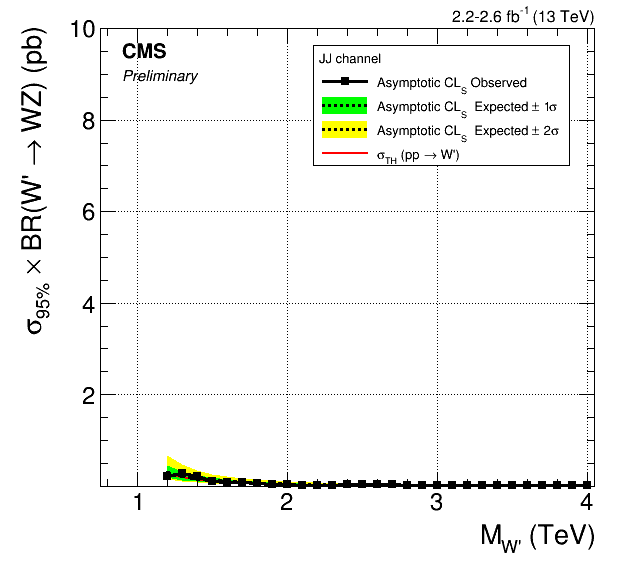 2.2-2.6 fb⁻¹ (13 TeV)
CMS
Preliminary
JJ channel
Asymptotic CL_S Observed
Asymptotic CL_S Expected ± 1σ
Asymptotic CL_S Expected ± 2σ
σ_TH (pp → W')
σ_95% × BR(W' → WZ) (pb)
10
8
6
4
2
1 2 3 4
M_W' (TeV)